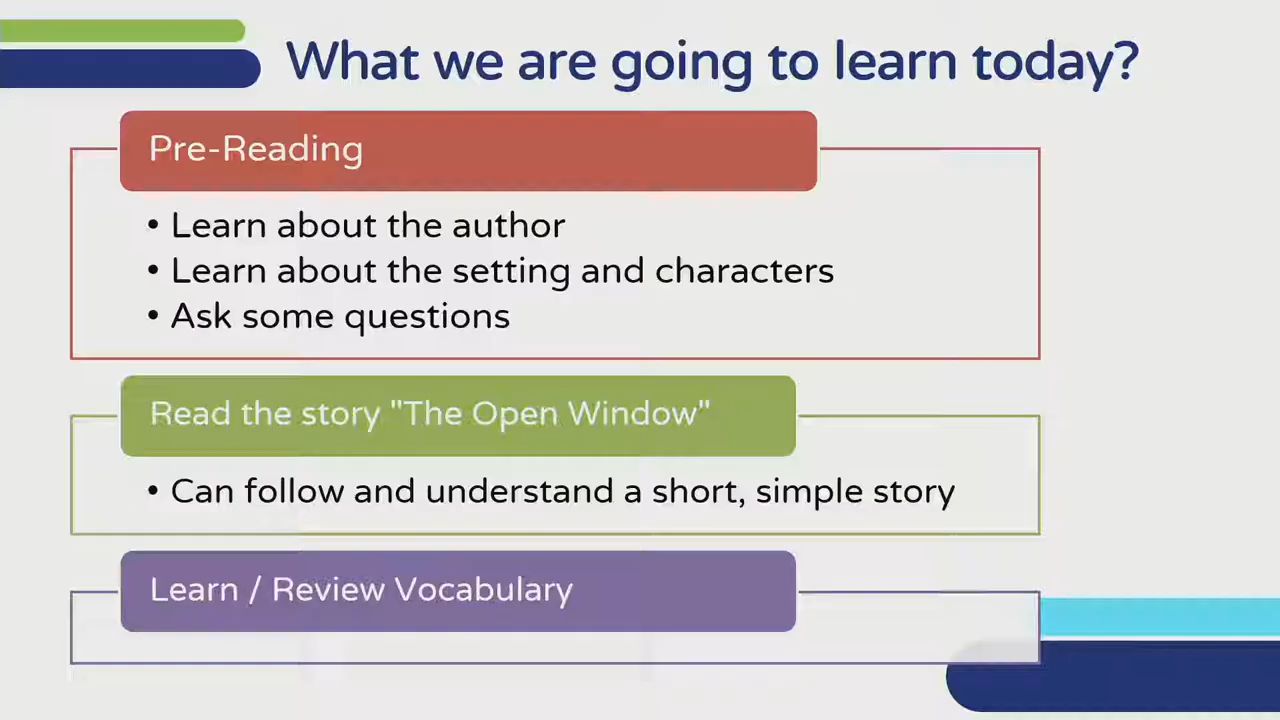 What we are going to learn today?
Pre-Reading
• Learn about the author
• Learn about the setting and characters
• Ask some questions
Read the story "The Open Window"
• Can follow and understand a short, simple story
Learn / Review Vocabulary